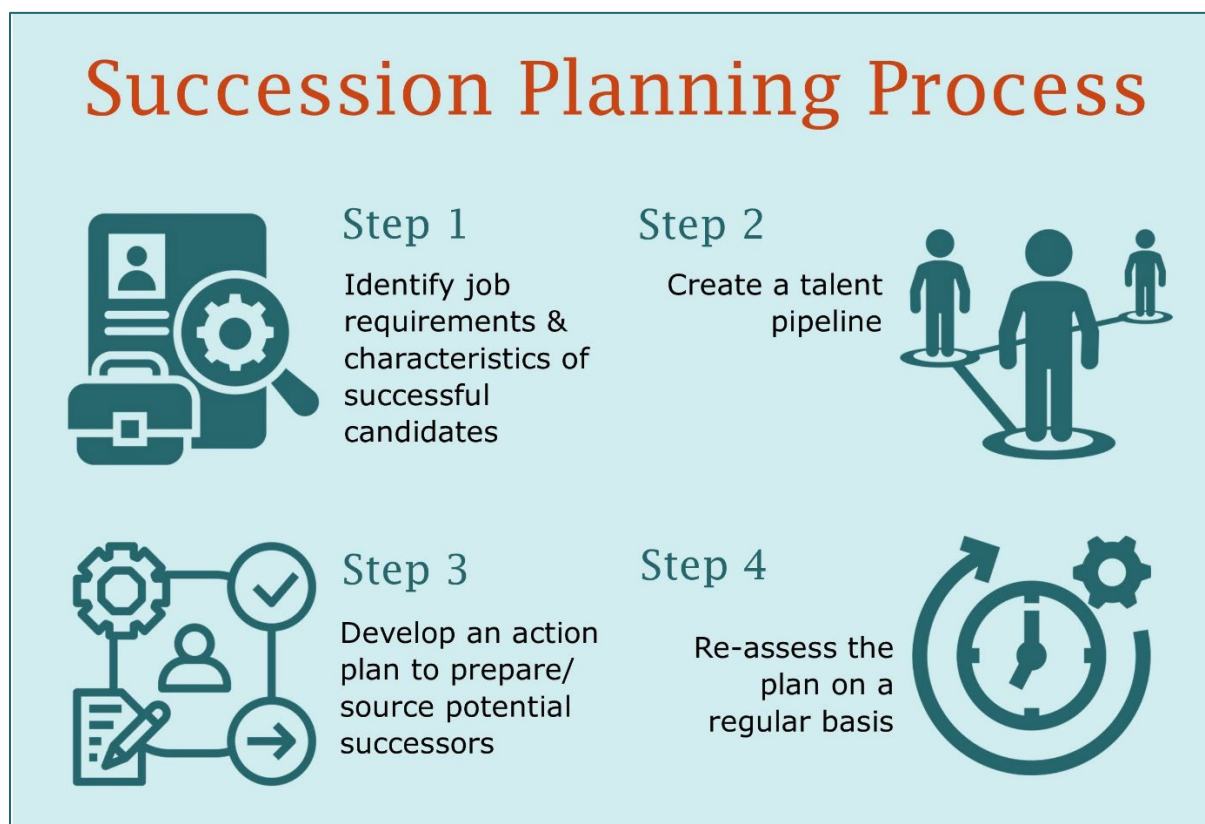 Succession Planning Process
Step 1
Identify job
requirements &
characteristics of
successful
candidates
Step 2
Create a talent
pipeline
Step 3
Develop an action
plan to prepare/
source potential
successors
Step 4
Re-assess the
plan on a
regular basis